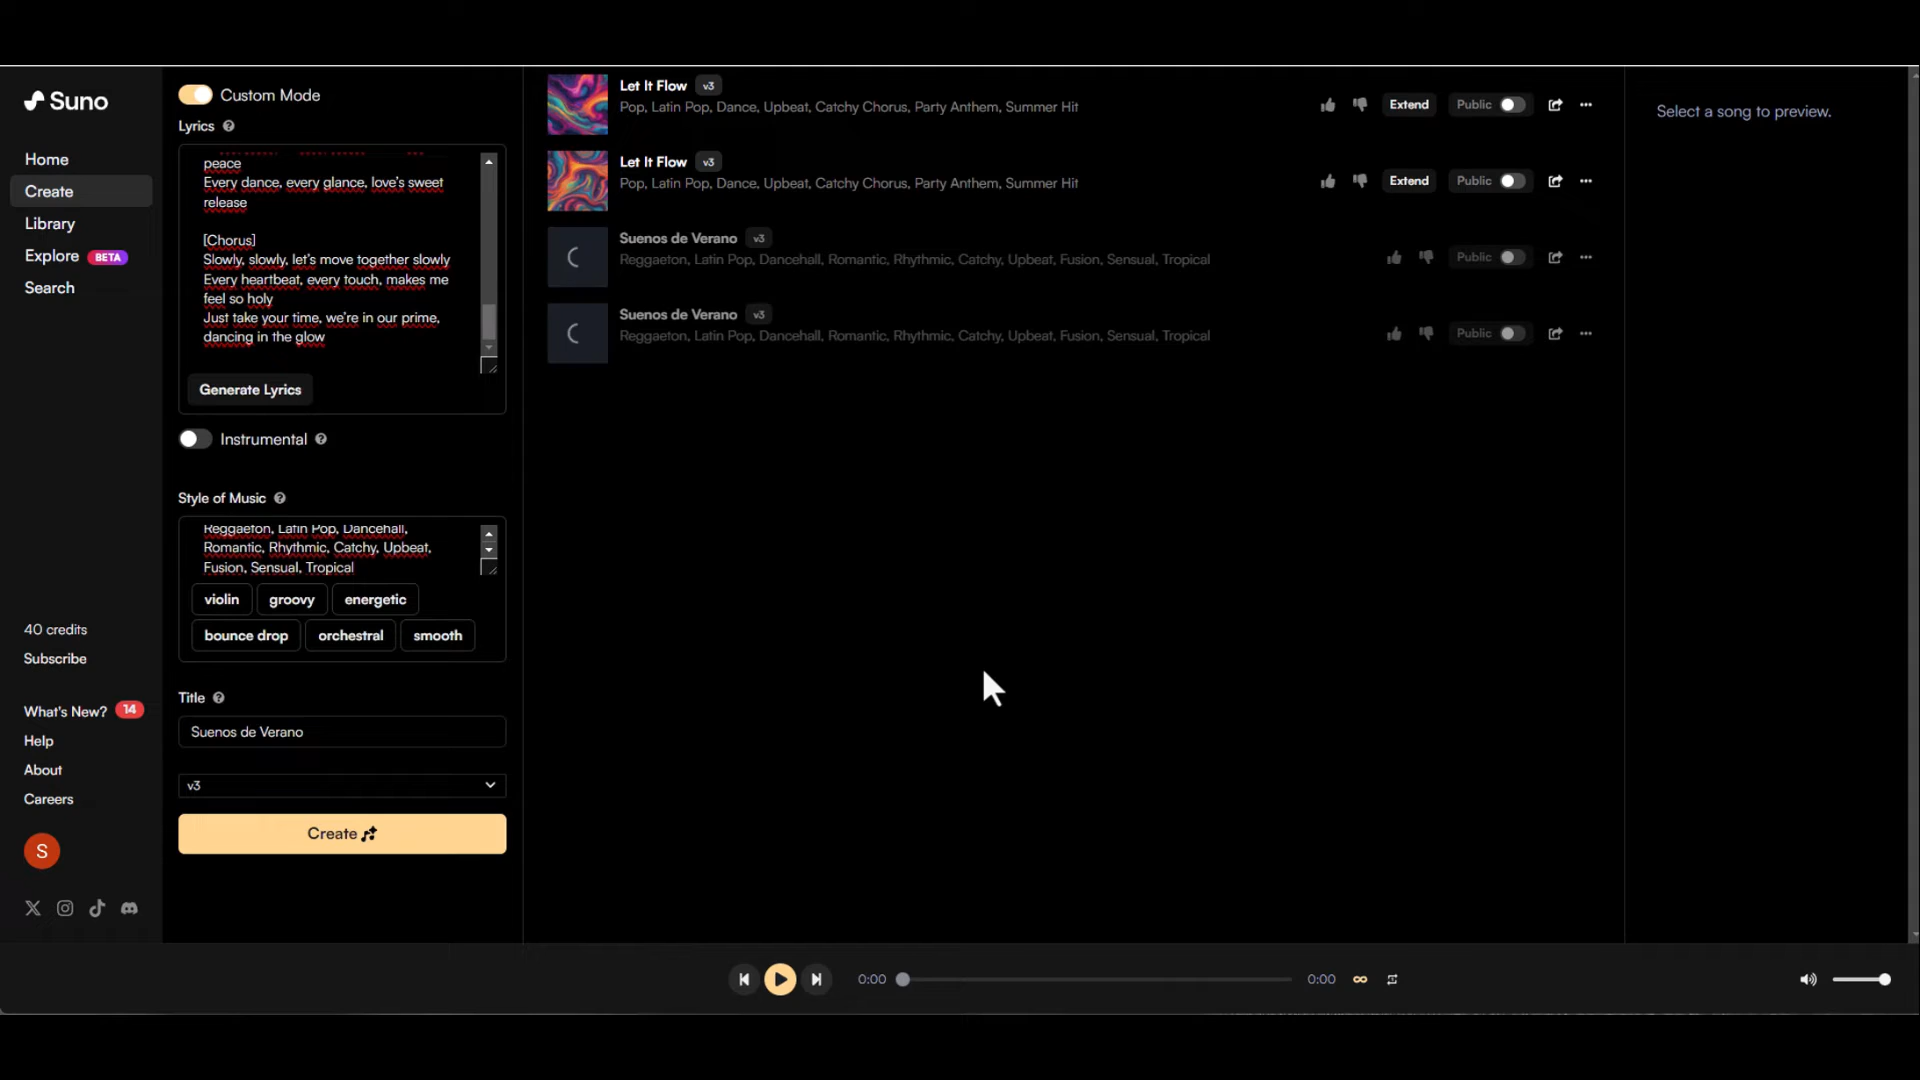 Suno
Home
Create
Library
Explore BETA
Search
40 credits
Subscribe
What's New? 14
Help
About
Careers
S
Custom Mode
Lyrics
peace
Every dance, every glance, love's sweet
release
[Chorus]
Slowly, slowly, let's move together slowly
Every heartbeat, every touch, makes me
feel so holy
Just take your time, we're in our prime,
dancing in the glow
Generate Lyrics
Instrumental
Style of Music
Reggaeton, Latin Pop, Dancehall,
Romantic, Rhythmic, Catchy, Upbeat,
Fusion, Sensual, Tropical
violin groovy energetic
bounce drop orchestral smooth
Title
Suenos de Verano
v3
Create
Let It Flow v3
Pop, Latin Pop, Dance, Upbeat, Catchy Chorus, Party Anthem, Summer Hit
Extend Public
Let It Flow v3
Pop, Latin Pop, Dance, Upbeat, Catchy Chorus, Party Anthem, Summer Hit
Extend Public
Suenos de Verano v3
Reggaeton, Latin Pop, Dancehall, Romantic, Rhythmic, Catchy, Upbeat, Fusion, Sensual, Tropical
Public
Suenos de Verano v3
Reggaeton, Latin Pop, Dancehall, Romantic, Rhythmic, Catchy, Upbeat, Fusion, Sensual, Tropical
Public
Select a song to preview.
0:00 0:00